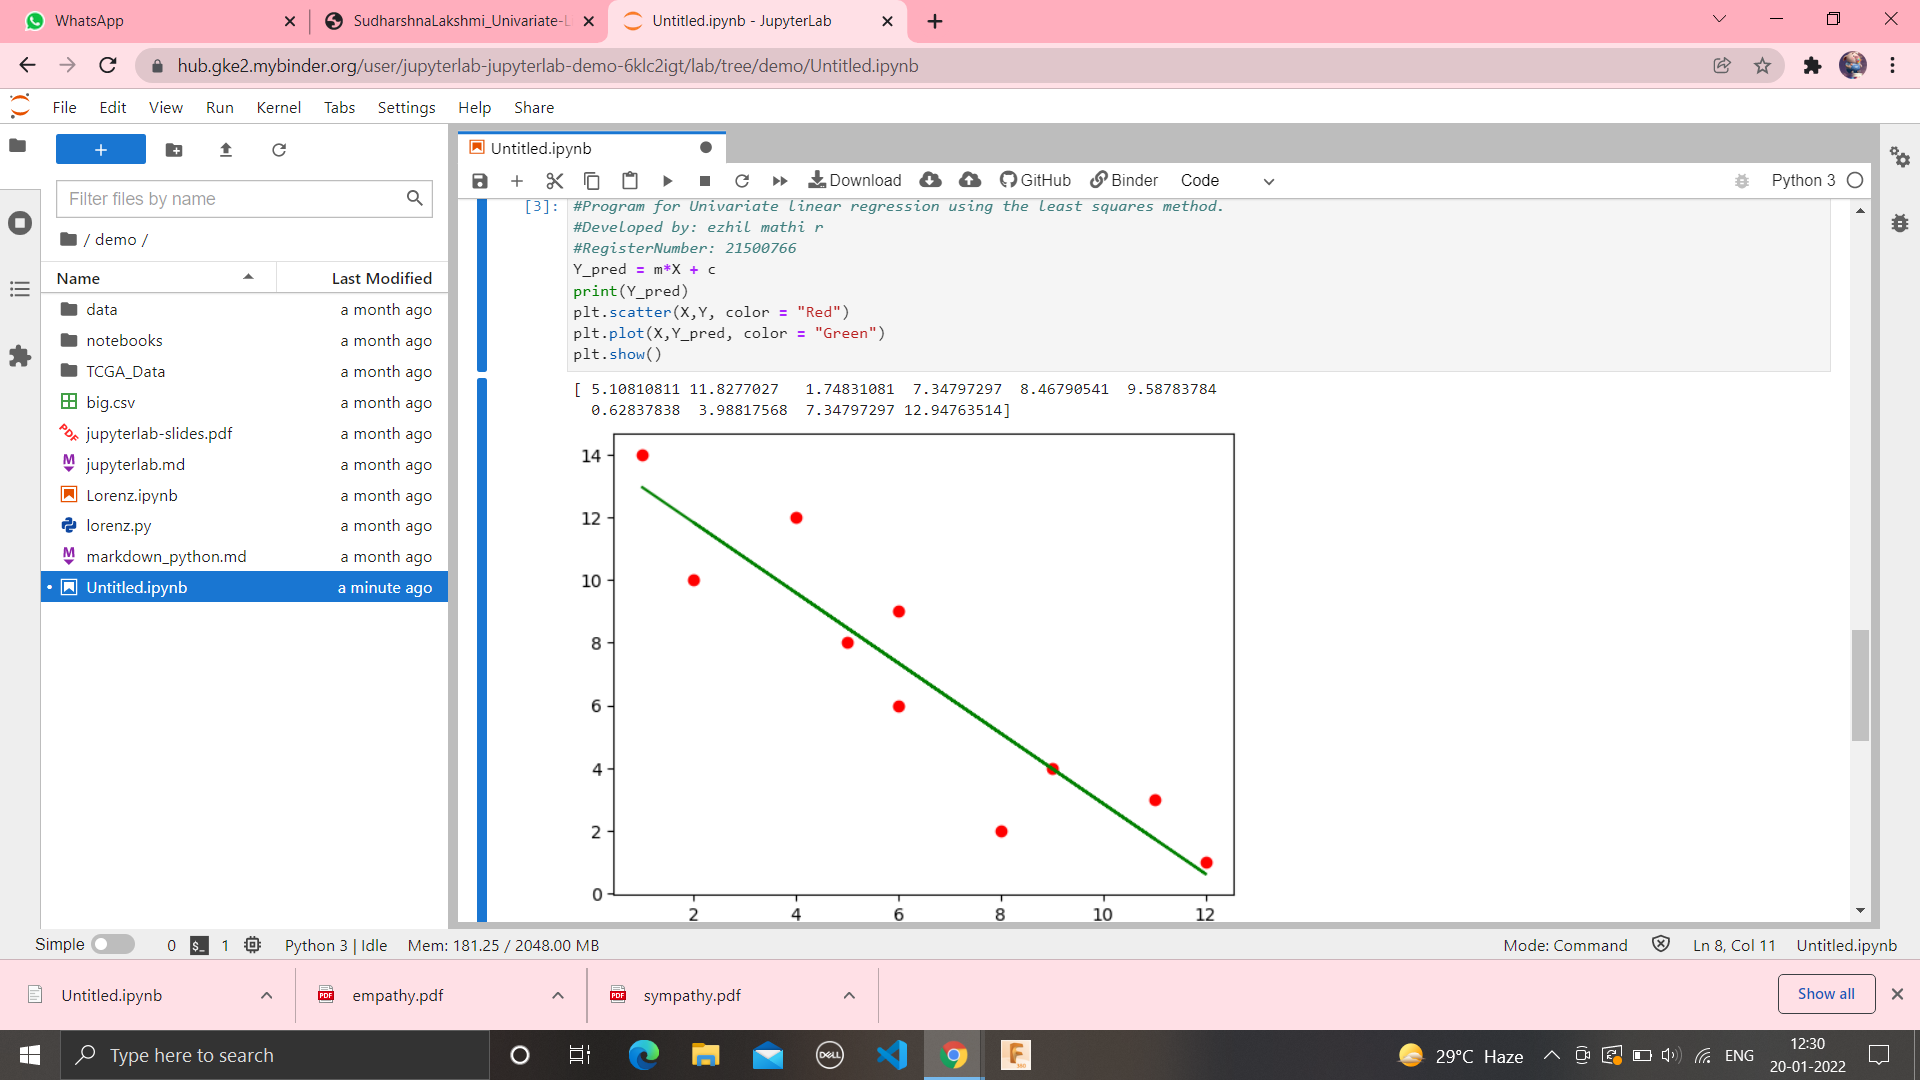 WhatsApp
SudharshnaLakshmi_Univariate-L
Untitled.ipynb - JupyterLab
hub.gke2.mybinder.org/user/jupyterlab-jupyterlab-demo-6klc2igt/lab/tree/demo/Untitled.ipynb
File Edit View Run Kernel Tabs Settings Help Share
Filter files by name
/ demo /
Name Last Modified
data a month ago
notebooks a month ago
TCGA_Data a month ago
big.csv a month ago
jupyterlab-slides.pdf a month ago
jupyterlab.md a month ago
Lorenz.ipynb a month ago
lorenz.py a month ago
markdown_python.md a month ago
Untitled.ipynb a minute ago
Untitled.ipynb
Download GitHub Binder Code Python 3
[3]: #Program for Univariate linear regression using the least squares method.
#Developed by: ezhil mathi r
#RegisterNumber: 21500766
Y_pred = m*X + c
print(Y_pred)
plt.scatter(X,Y, color = "Red")
plt.plot(X,Y_pred, color = "Green")
plt.show()
[ 5.10810811 11.8277027 1.74831081 7.34797297 8.46790541 9.58783784
0.62837838 3.98817568 7.34797297 12.94763514]
14
12
10
8
6
4
2
0
2 4 6 8 10 12
Simple 0 $_ 1 Python 3 | Idle Mem: 181.25 / 2048.00 MB Mode: Command Ln 8, Col 11 Untitled.ipynb
Untitled.ipynb PDF empathy.pdf PDF sympathy.pdf Show all
Type here to search
DELL
29°C Haze ENG
12:30
20-01-2022